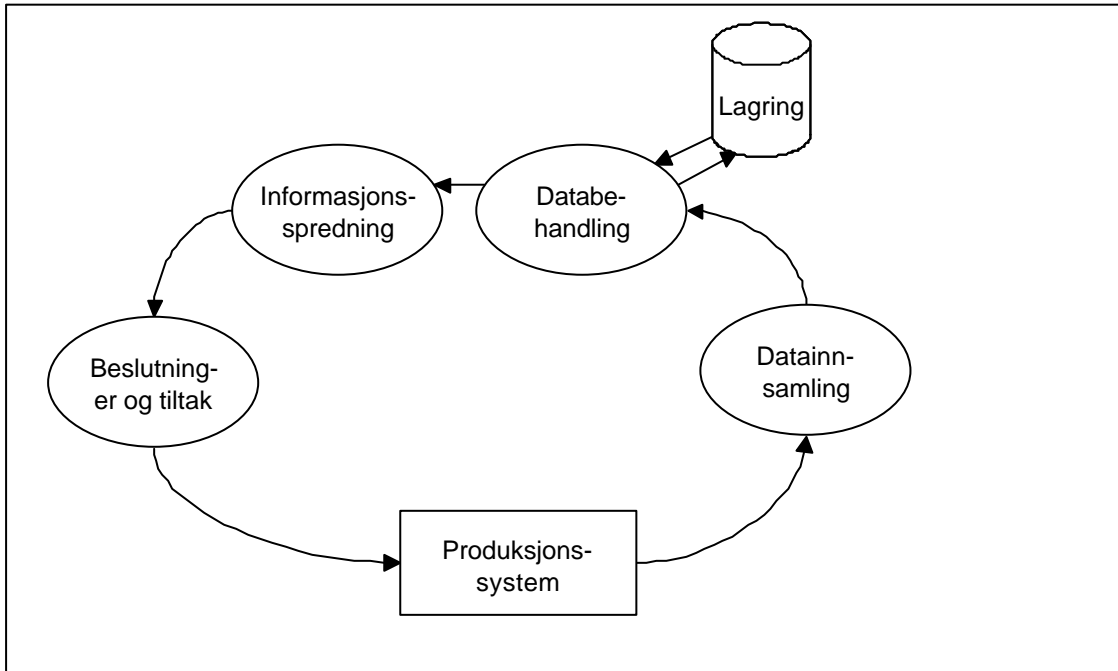 Lagring
Informasjons-
spredning
Databe-
handling
Beslutning-
er og tiltak
Datainn-
samling
Produksjons-
system